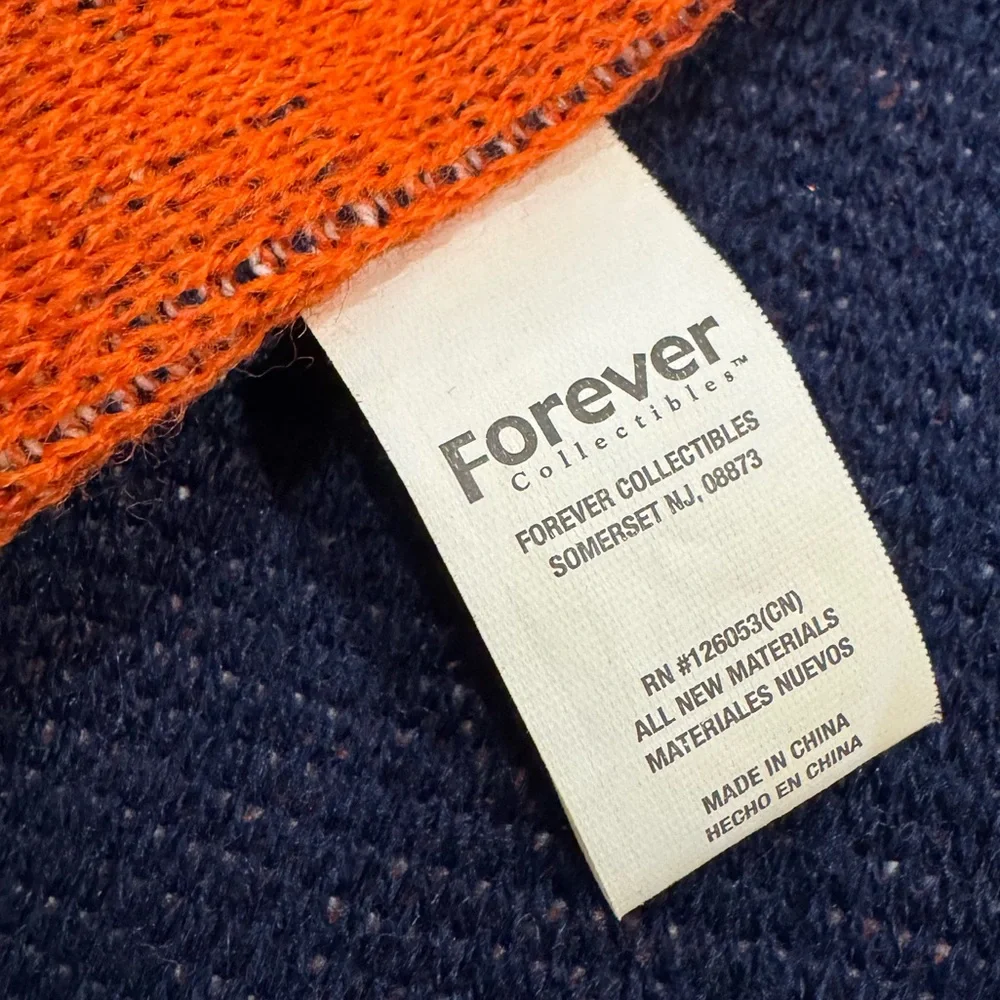 Forever
Collectibles™
FOREVER COLLECTIBLES
SOMERSET NJ, 08873
RN #126053(CN)
ALL NEW MATERIALS
MATERIALES NUEVOS
MADE IN CHINA
HECHO EN CHINA